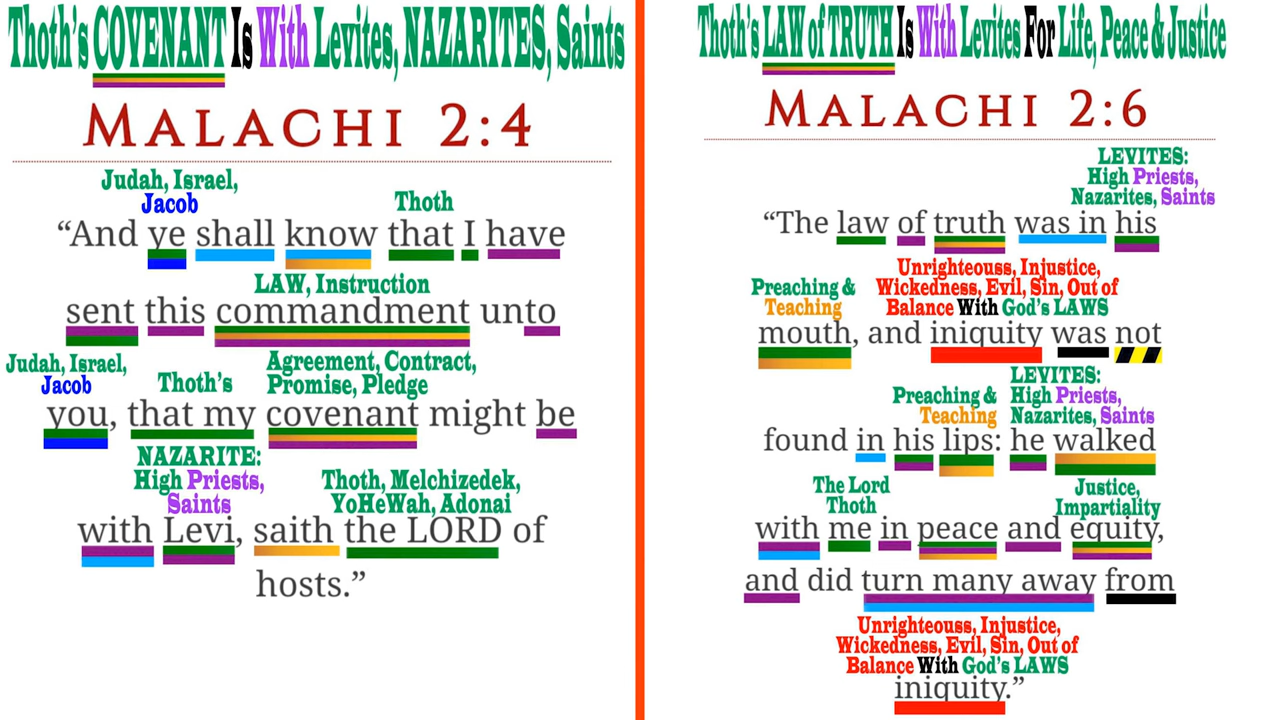 Thoth's COVENANT Is With Levites, NAZARITES, Saints
MALACHI 2:4
Judah, Israel,
Jacob
Thoth
“And ye shall know that I have
LAW, Instruction
sent this commandment unto
Judah, Israel,
Jacob
Thoth's
Agreement, Contract,
Promise, Pledge
you, that my covenant might be
NAZARITE:
High Priests,
Saints
Thoth, Melchizedek,
YoHeWah, Adonai
with Levi, saith the LORD of
hosts.”
Thoth's LAW of TRUTH Is With Levites For Life, Peace & Justice
MALACHI 2:6
LEVITES:
High Priests,
Nazarites, Saints
“The law of truth was in his
Preaching &
Teaching
Unrighteouss, Injustice,
Wickedness, Evil, Sin, Out of
Balance With God's LAWS
mouth, and iniquity was not
Preaching &
Teaching
LEVITES:
High Priests,
Nazarites, Saints
found in his lips: he walked
The Lord
Thoth
Justice,
Impartiality
with me in peace and equity,
and did turn many away from
Unrighteouss, Injustice,
Wickedness, Evil, Sin, Out of
Balance With God's LAWS
iniquity.”